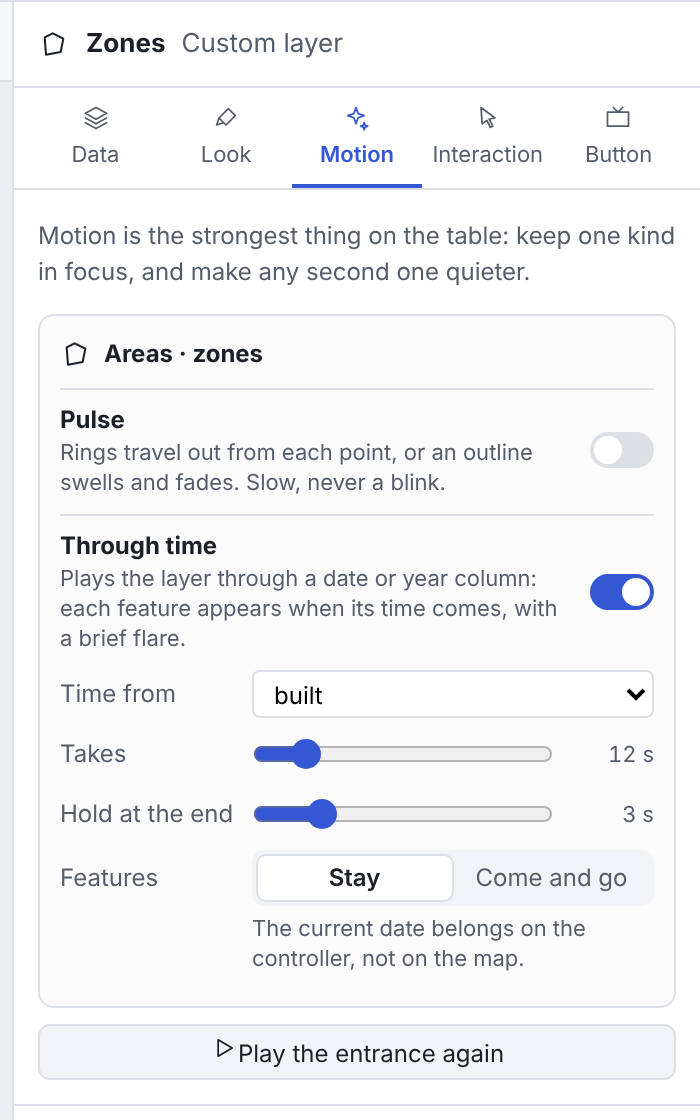 Zones Custom layer
Data Look Motion Interaction Button
Motion is the strongest thing on the table: keep one kind
in focus, and make any second one quieter.
Areas · zones
Pulse
Rings travel out from each point, or an outline
swells and fades. Slow, never a blink.
Through time
Plays the layer through a date or year column:
each feature appears when its time comes, with
a brief flare.
Time from built
Takes 12 s
Hold at the end 3 s
Features Stay Come and go
The current date belongs on the
controller, not on the map.
Play the entrance again